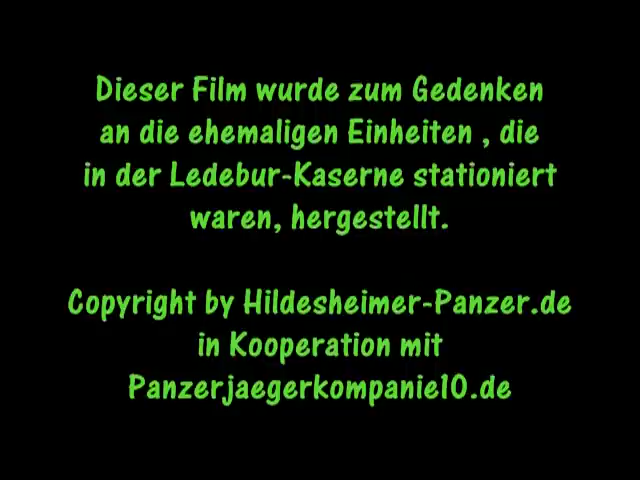 Dieser Film wurde zum Gedenken
an die ehemaligen Einheiten , die
in der Ledebur-Kaserne stationiert
waren, hergestellt.
Copyright by Hildesheimer-Panzer.de
in Kooperation mit
Panzerjaegerkompanie10.de